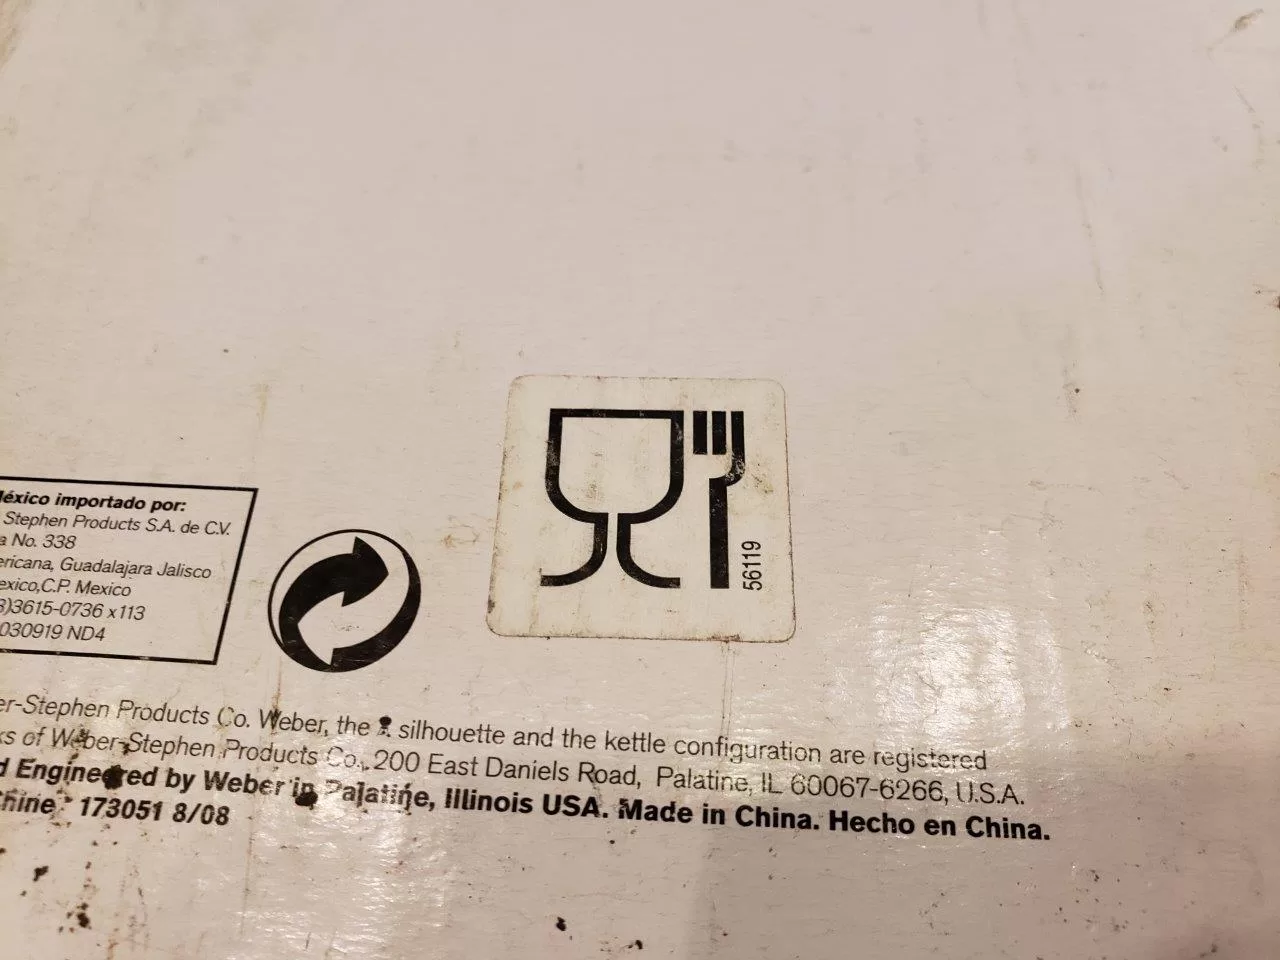 México importado por:
Stephen Products S.A. de C.V.
No. 338
Guadalajara Jalisco
C.P. Mexico
3615-0736 x113
030919 ND4
56119
er-Stephen Products Co. Weber, the silhouette and the kettle configuration are registered
ks of Weber-Stephen Products Co., 200 East Daniels Road, Palatine, IL 60067-6266, U.S.A.
d Engineered by Weber in Palatine, Illinois USA. Made in China. Hecho en China.
173051 8/08